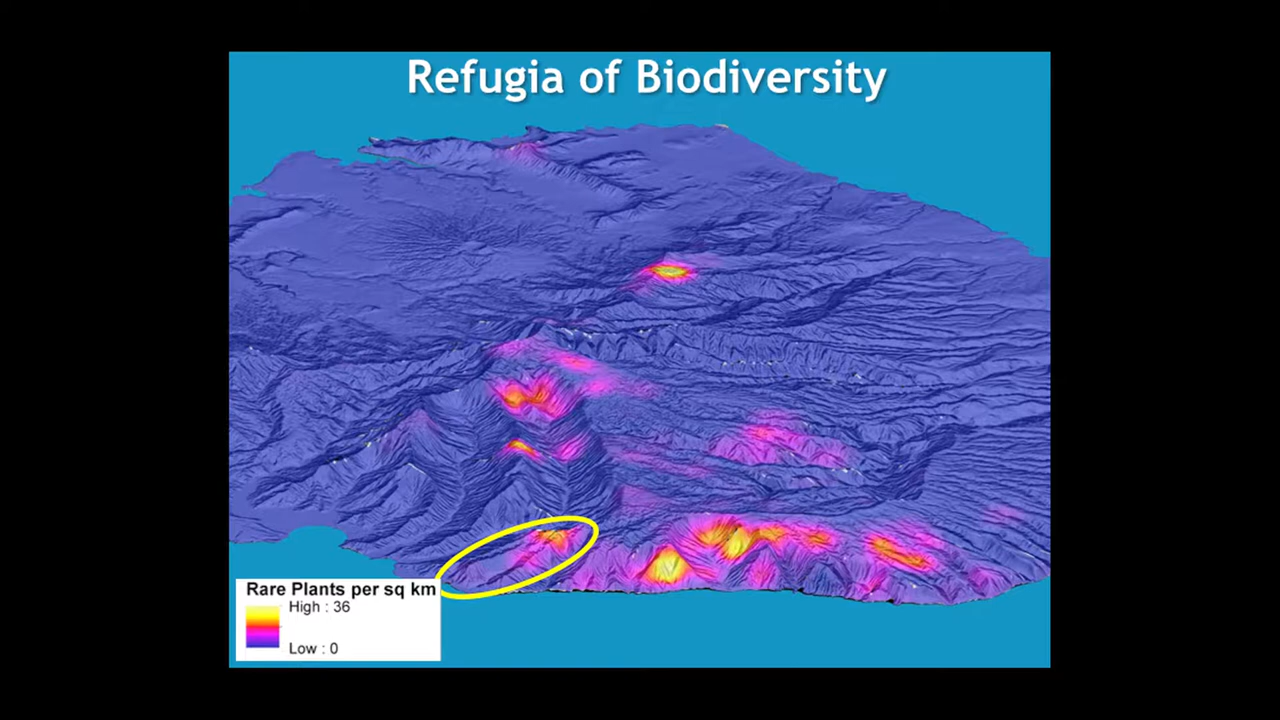 Refugia of Biodiversity
Rare Plants per sq km
High : 36
Low : 0